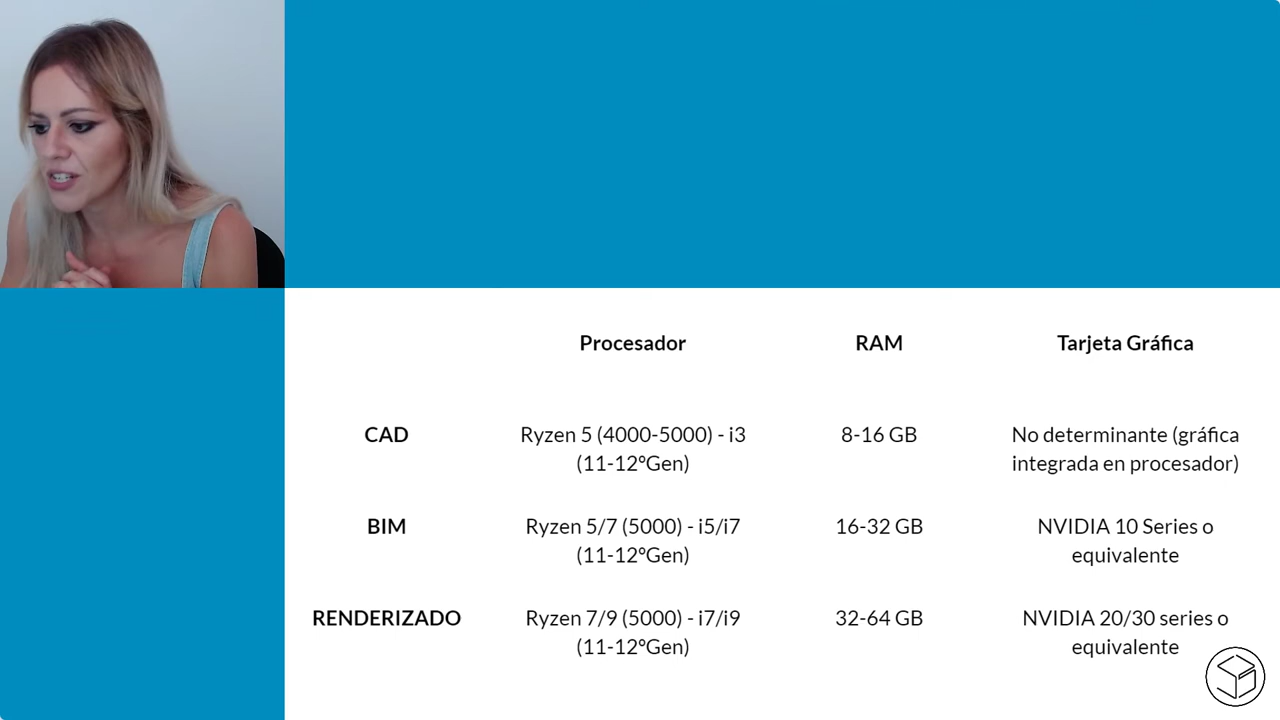 Procesador RAM Tarjeta Gráfica
CAD Ryzen 5 (4000-5000) - i3 8-16 GB No determinante (gráfica
(11-12ºGen) integrada en procesador)
BIM Ryzen 5/7 (5000) - i5/i7 16-32 GB NVIDIA 10 Series o
(11-12ºGen) equivalente
RENDERIZADO Ryzen 7/9 (5000) - i7/i9 32-64 GB NVIDIA 20/30 series o
(11-12ºGen) equivalente